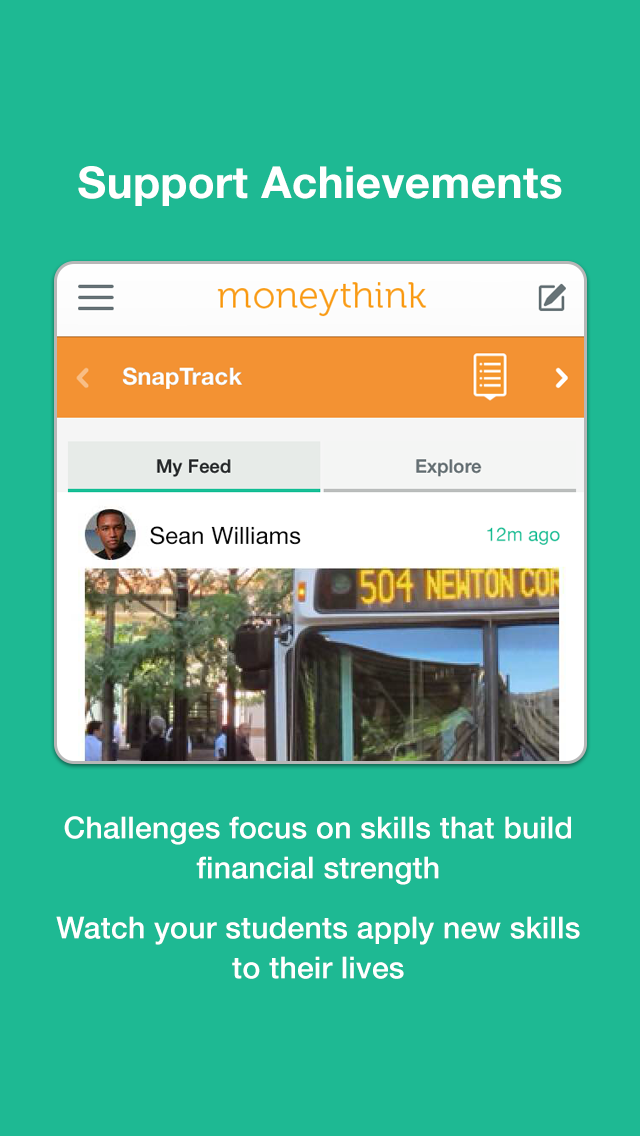 Support Achievements
moneythink
SnapTrack
My Feed Explore
Sean Williams 12m ago
504 NEWTON COR
Challenges focus on skills that build
financial strength
Watch your students apply new skills
to their lives